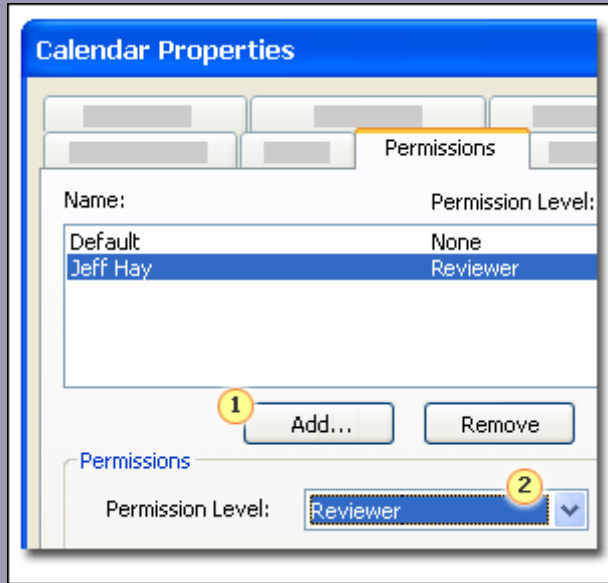 Calendar Properties
Permissions
Name: Permission Level:
Default None
Jeff Hay Reviewer
1 Add... Remove
Permissions
2
Permission Level: Reviewer